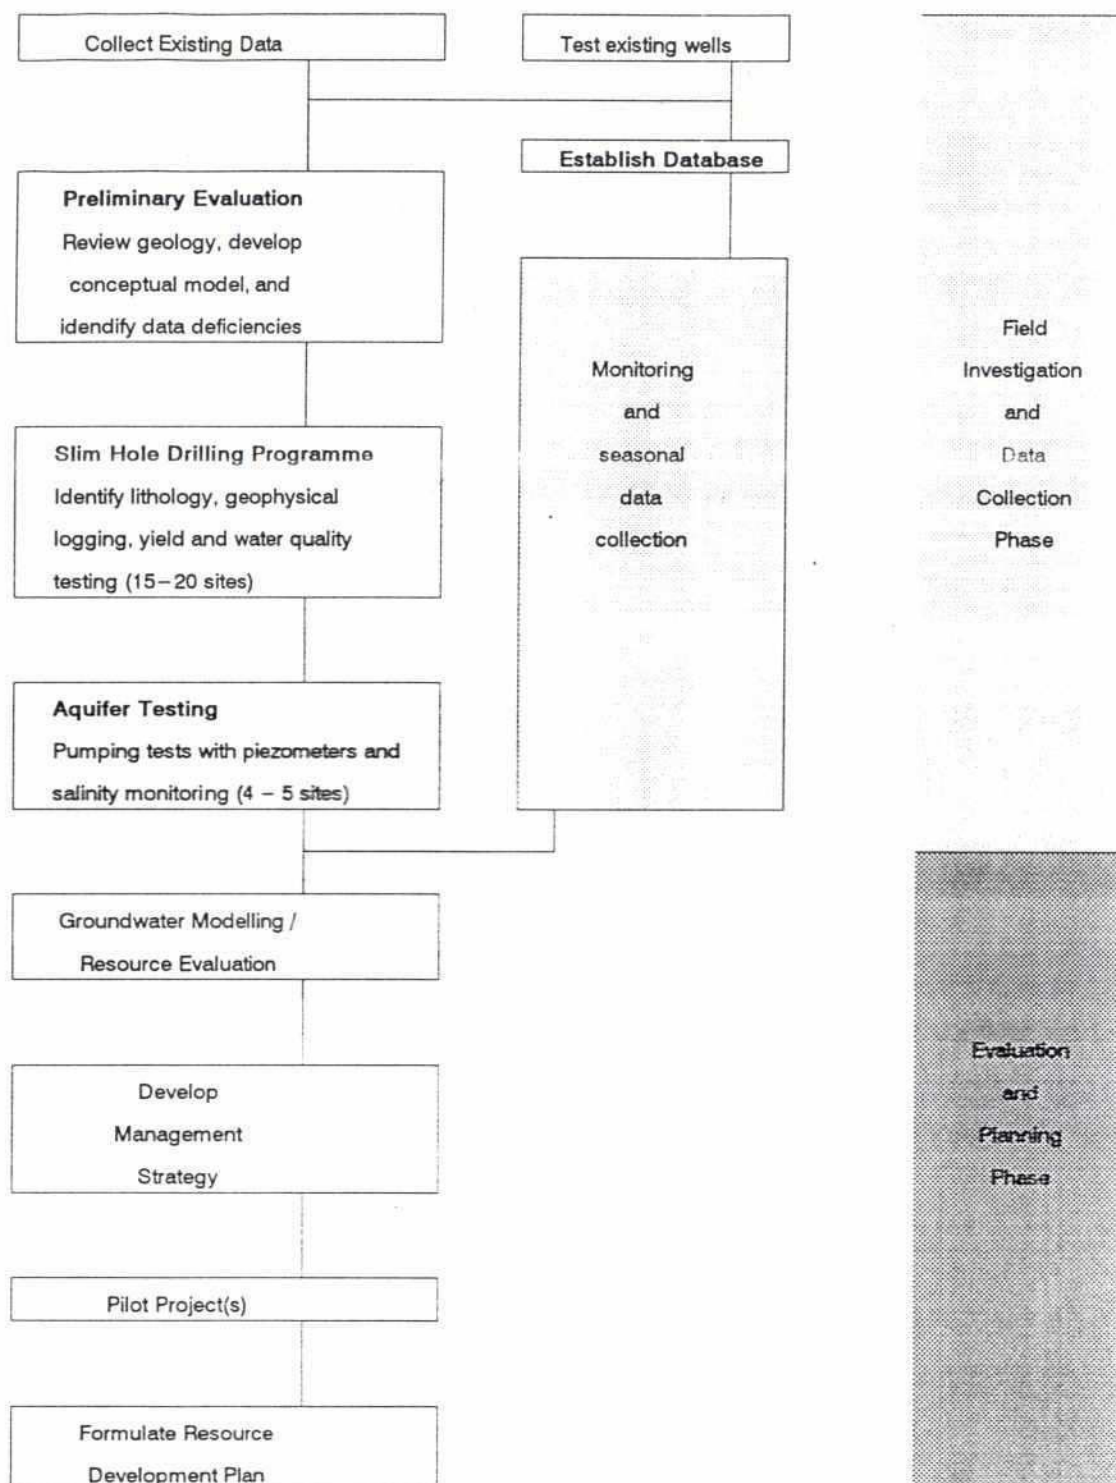 Collect Existing Data
Test existing wells
Establish Database
Preliminary Evaluation
Review geology, develop
conceptual model, and
idendify data deficiencies
Slim Hole Drilling Programme
Identify lithology, geophysical
logging, yield and water quality
testing (15–20 sites)
Aquifer Testing
Pumping tests with piezometers and
salinity monitoring (4 – 5 sites)
Monitoring
and
seasonal
data
collection
Groundwater Modelling /
Resource Evaluation
Develop
Management
Strategy
Pilot Project(s)
Formulate Resource
Development Plan
Field
Investigation
and
Data
Collection
Phase
Evaluation
and
Planning
Phase